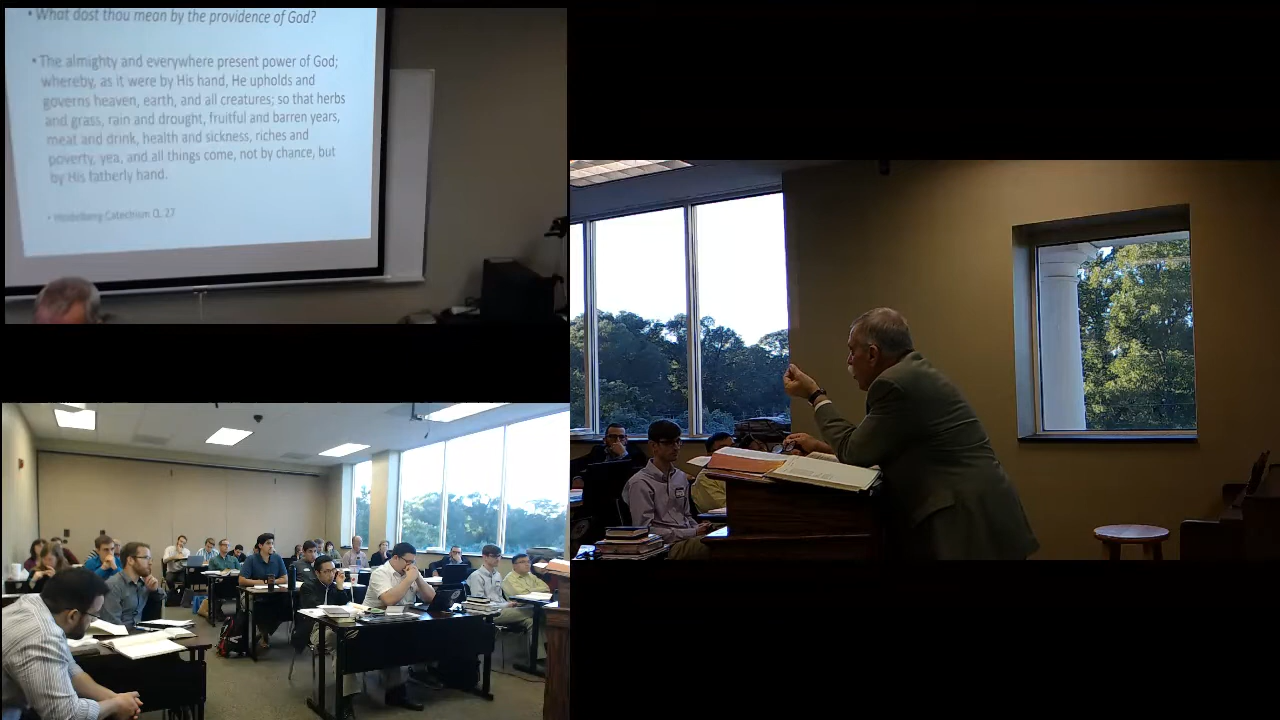 • What dost thou mean by the providence of God?
• The almighty and everywhere present power of God;
whereby, as it were by His hand, He upholds and
governs heaven, earth, and all creatures; so that herbs
and grass, rain and drought, fruitful and barren years,
meat and drink, health and sickness, riches and
poverty, yea, and all things come, not by chance, but
by His fatherly hand.
• Heidelberg Catechism Q. 27